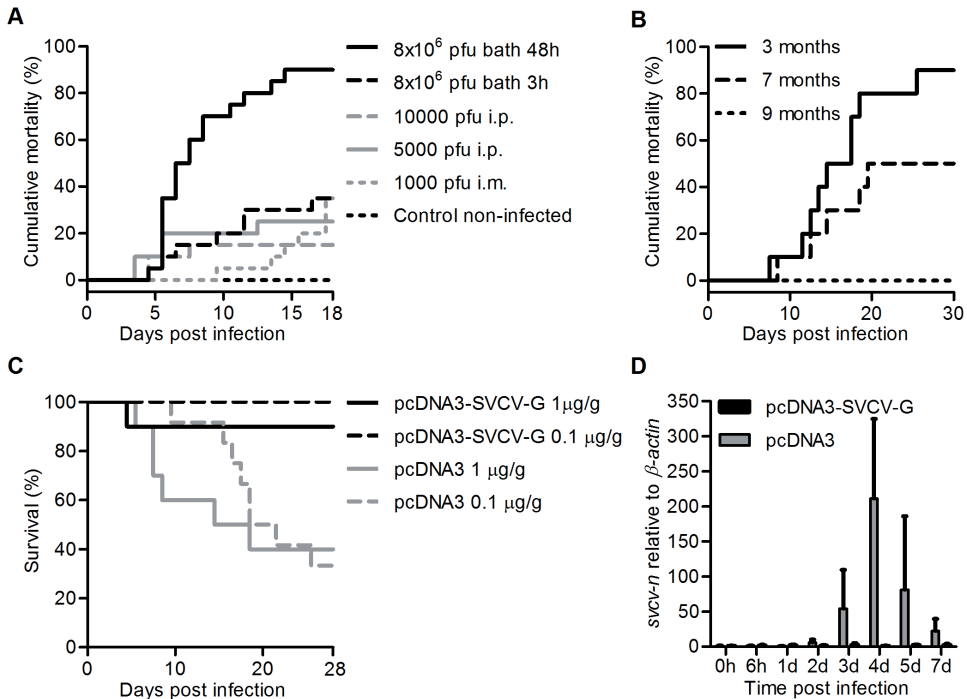 A
Cumulative mortality (%)
100
80
60
40
20
0
0 5 10 15 18
Days post infection
8x10⁶ pfu bath 48h
8x10⁶ pfu bath 3h
10000 pfu i.p.
5000 pfu i.p.
1000 pfu i.m.
Control non-infected
B
Cumulative mortality (%)
100
80
60
40
20
0
0 10 20 30
Days post infection
3 months
7 months
9 months
C
Survival (%)
100
80
60
40
20
0
0 10 20 28
Days post infection
pcDNA3-SVCV-G 1μg/g
pcDNA3-SVCV-G 0.1 μg/g
pcDNA3 1 μg/g
pcDNA3 0.1 μg/g
D
svcv-n relative to β-actin
350
300
250
200
150
100
50
0
0h 6h 1d 2d 3d 4d 5d 7d
Time post infection
pcDNA3-SVCV-G
pcDNA3